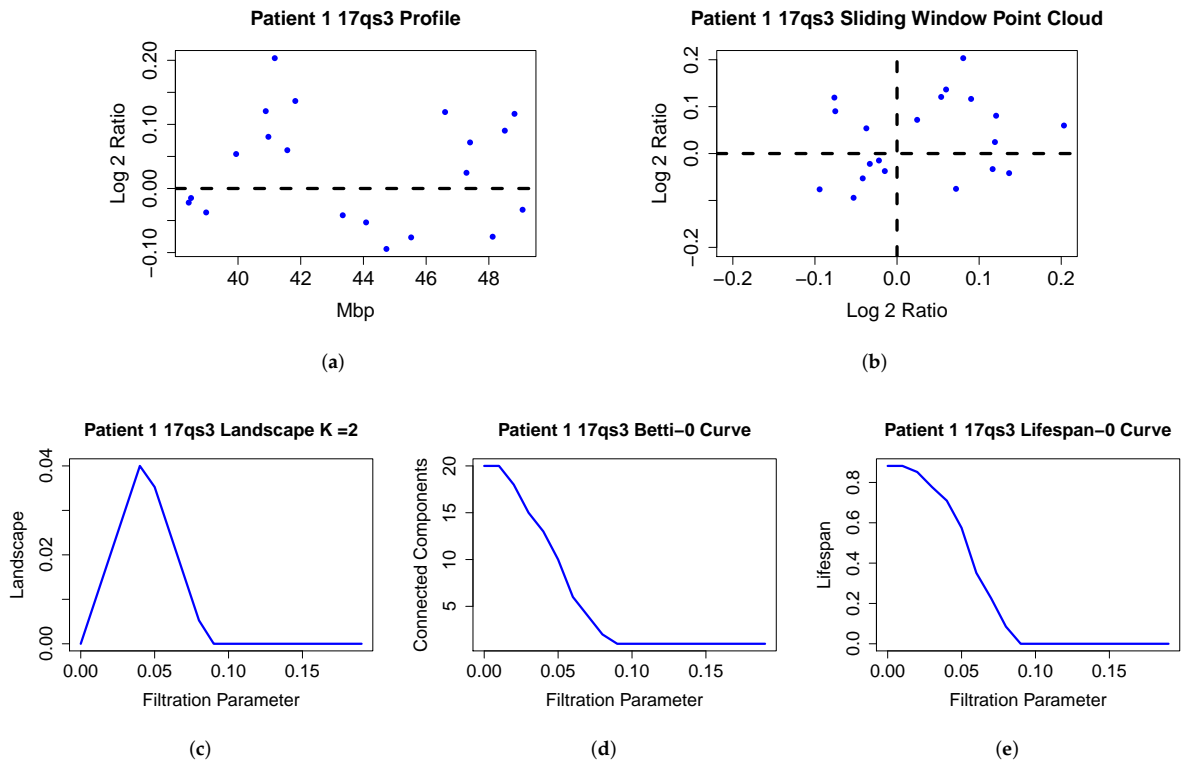 Patient 1 17qs3 Profile
Log 2 Ratio
−0.10 0.00 0.10 0.20
40 42 44 46 48
Mbp
(a)
Patient 1 17qs3 Sliding Window Point Cloud
Log 2 Ratio
−0.2 0.0 0.1 0.2
−0.2 −0.1 0.0 0.1 0.2
Log 2 Ratio
(b)
Patient 1 17qs3 Landscape K =2
Landscape
0.00 0.02 0.04
0.00 0.05 0.10 0.15
Filtration Parameter
(c)
Patient 1 17qs3 Betti−0 Curve
Connected Components
5 10 15 20
0.00 0.05 0.10 0.15
Filtration Parameter
(d)
Patient 1 17qs3 Lifespan−0 Curve
Lifespan
0.0 0.2 0.4 0.6 0.8
0.00 0.05 0.10 0.15
Filtration Parameter
(e)